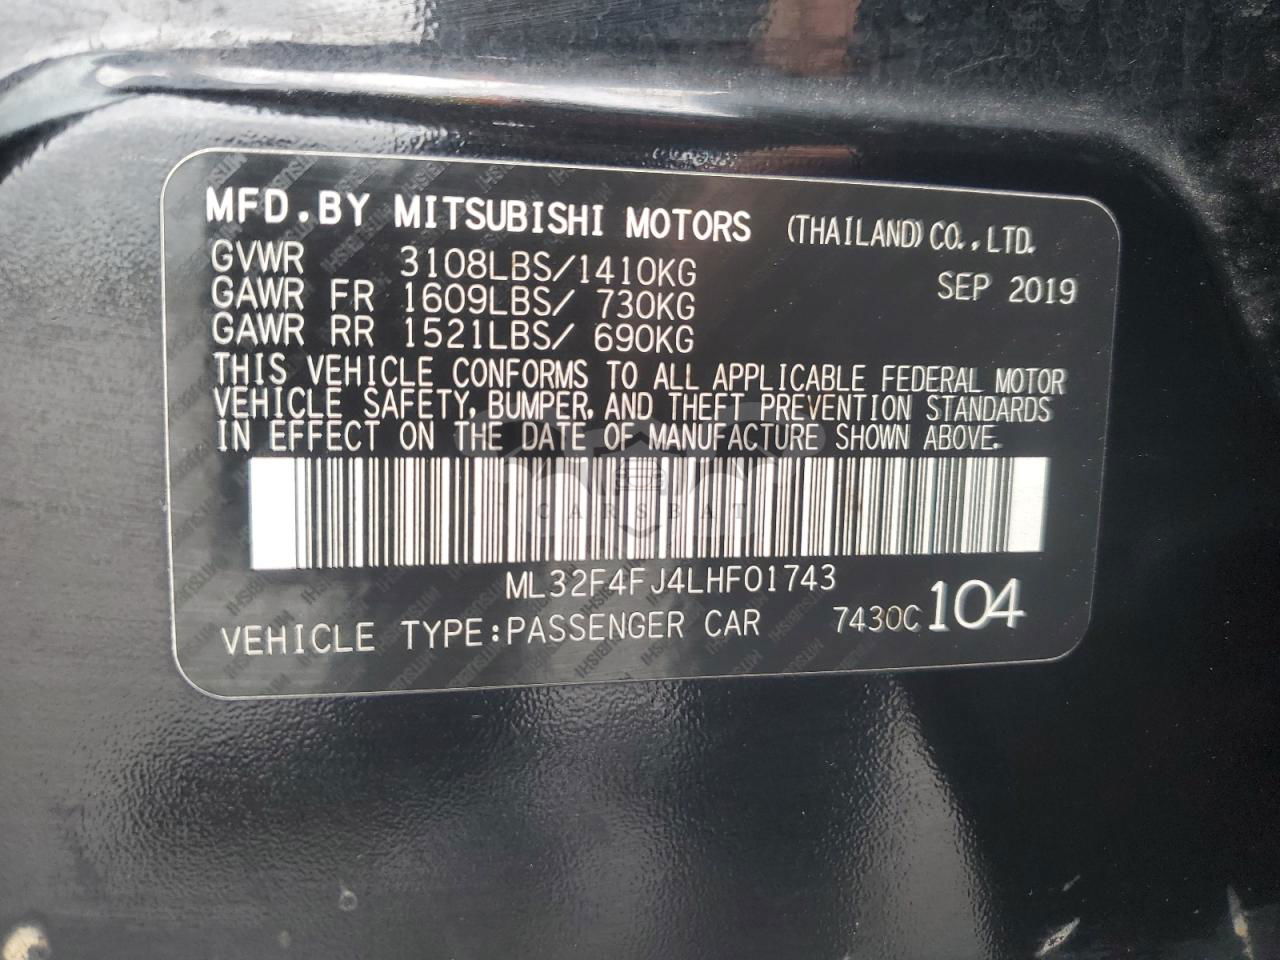 MFD.BY MITSUBISHI MOTORS (THAILAND) CO.,LTD.
GVWR 3108LBS/1410KG SEP 2019
GAWR FR 1609LBS/ 730KG
GAWR RR 1521LBS/ 690KG
THIS VEHICLE CONFORMS TO ALL APPLICABLE FEDERAL MOTOR
VEHICLE SAFETY, BUMPER, AND THEFT PREVENTION STANDARDS
IN EFFECT ON THE DATE OF MANUFACTURE SHOWN ABOVE.
CARSBAT
ML32F4FJ4LHF01743
VEHICLE TYPE:PASSENGER CAR 7430C 104